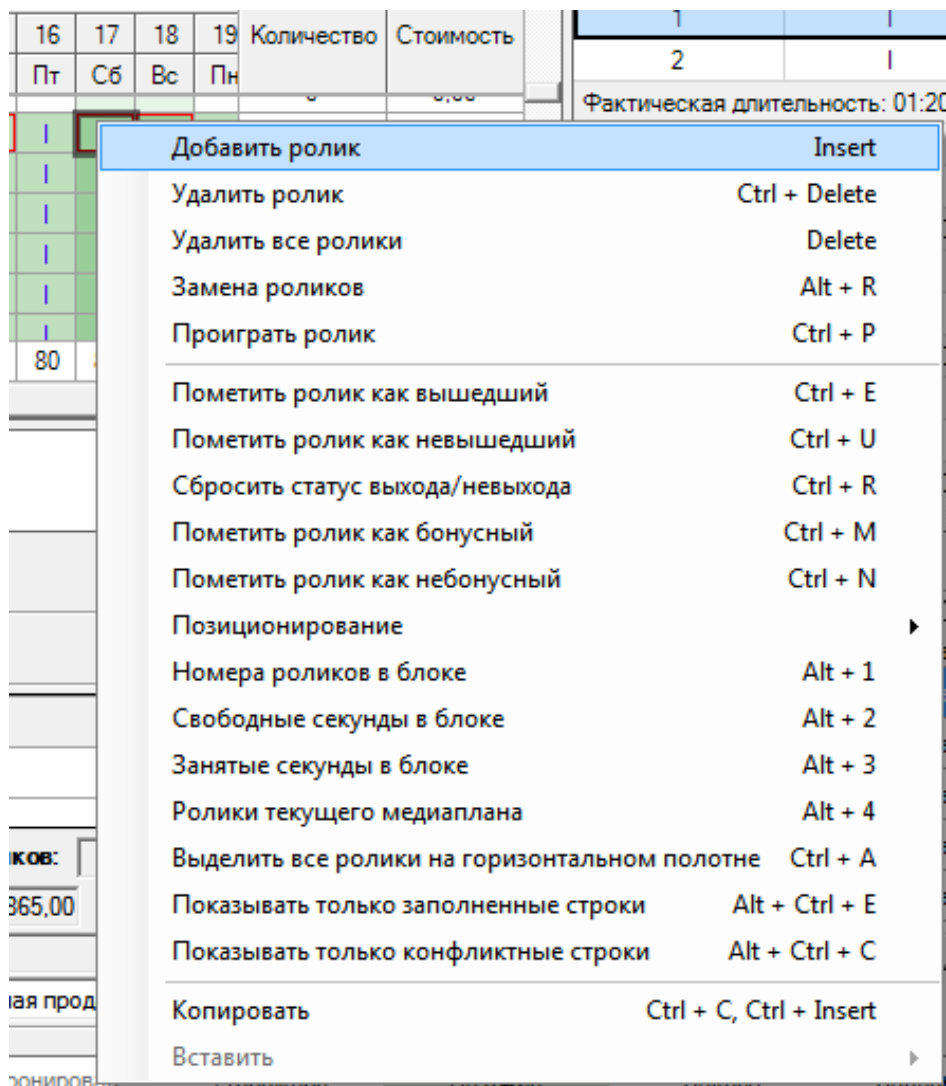 16 17 18 19 Количество Стоимость
1
2
Пт Сб Вс Пн
Фактическая длительность: 01:20
Добавить ролик Insert
Удалить ролик Ctrl + Delete
Удалить все ролики Delete
Замена роликов Alt + R
Проиграть ролик Ctrl + P
80
Пометить ролик как вышедший Ctrl + E
Пометить ролик как невышедший Ctrl + U
Сбросить статус выхода/невыхода Ctrl + R
Пометить ролик как бонусный Ctrl + M
Пометить ролик как небонусный Ctrl + N
Позиционирование
Номера роликов в блоке Alt + 1
Свободные секунды в блоке Alt + 2
Занятые секунды в блоке Alt + 3
Ролики текущего медиаплана Alt + 4
ков:
Выделить все ролики на горизонтальном полотне Ctrl + A
365,00
Показывать только заполненные строки Alt + Ctrl + E
Показывать только конфликтные строки Alt + Ctrl + C
ая прод
Копировать Ctrl + C, Ctrl + Insert
Вставить